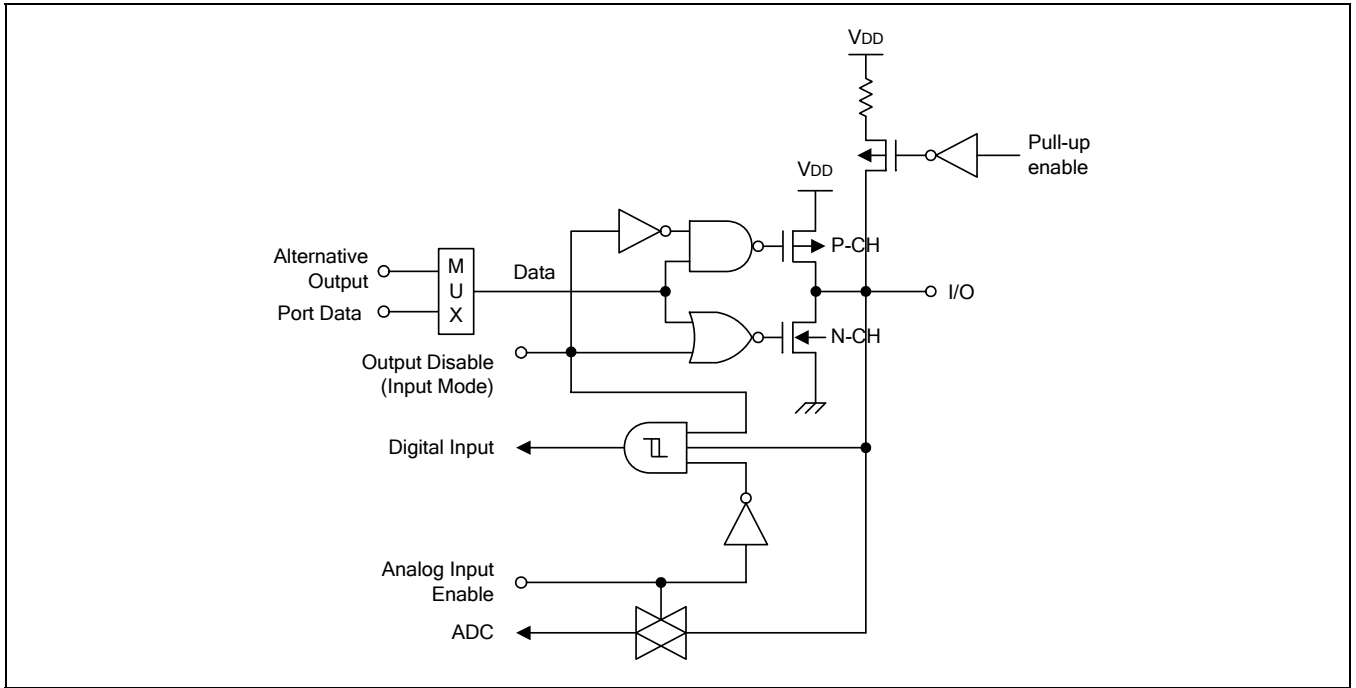 VDD
Pull-up
enable
VDD
P-CH
Alternative
Output
M
U
X
Data
I/O
Port Data
N-CH
Output Disable
(Input Mode)
Digital Input
Analog Input
Enable
ADC